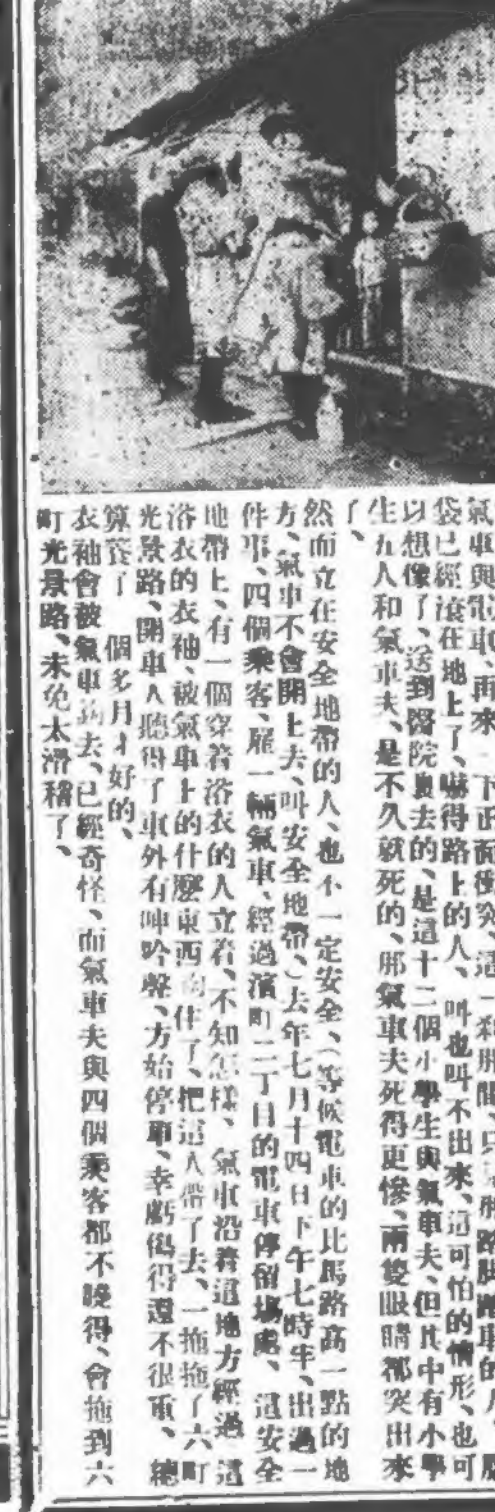 氣車與電車、再來一下正面衝突、這一刹那間、只
袋已經滾在地上了、嚇得路上的人、叫也叫不出來、這可怕的情形、也可
以想像了、送到醫院裏去的、是這十二個小學生與氣車夫、但其中有小學
生五人和氣車夫、是不久就死的、那氣車夫死得更慘、兩雙眼睛都突出來
了、
然而立在安全地帶的人、也不一定安全、(等候電車的比馬路高一點的地
方、氣車不會開上去、叫安全地帶、)去年七月十四日下午七時半、出過一
件事、四個乘客、雇一輛氣車、經過濱町二丁目的電車停留場處、這安全
地帶上、有一個穿着浴衣的人立着、不知怎樣、氣車沿着這地方經過、這
浴衣的衣袖、被氣車上的什麼東西鈎住了、把這人帶了去、一拖拖了六町
光景路、開車人聽得了車外有呻吟聲、方始停車、幸虧傷得還不很重、總
算養了一個多月才好的、
衣袖會被氣車鈎去、已經奇怪、而氣車夫與四個乘客都不曉得、會拖到六
町光景路、未免太滑稽了、